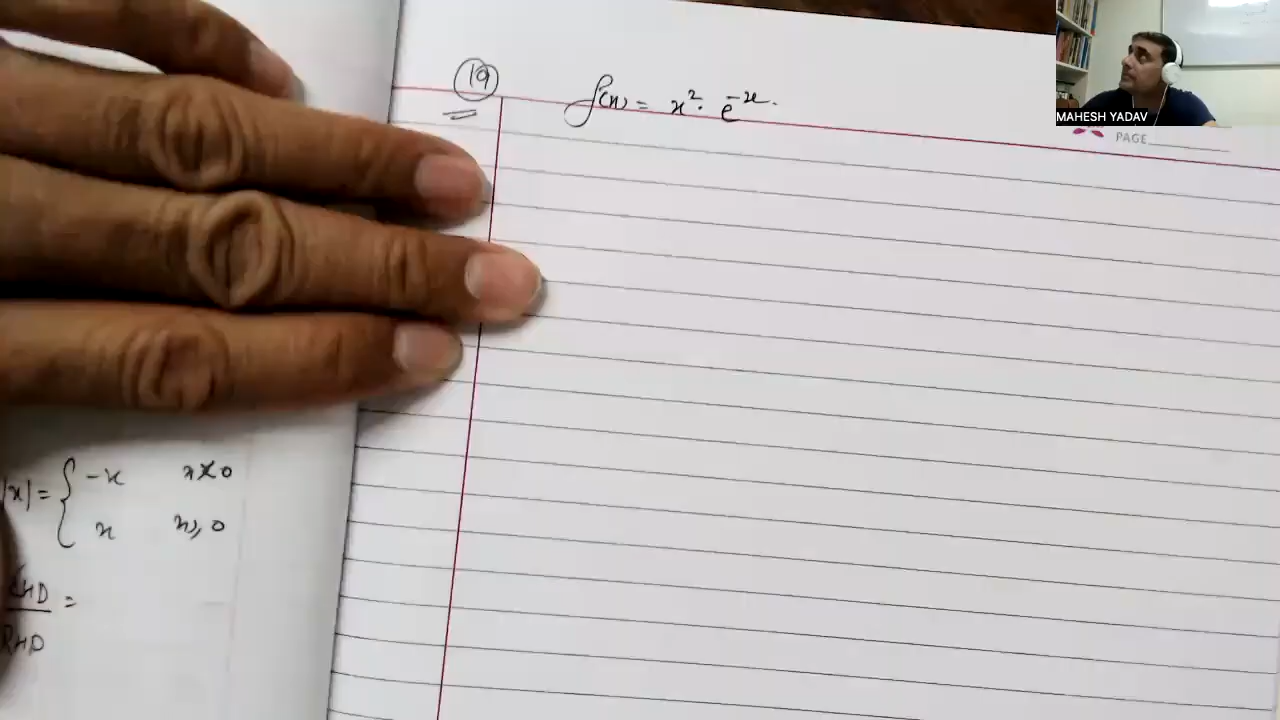 19 f(x) = x². e⁻ˣ.
MAHESH YADAV
PAGE
|x| = { -x x<0
x x≥0
LHD =
RHD